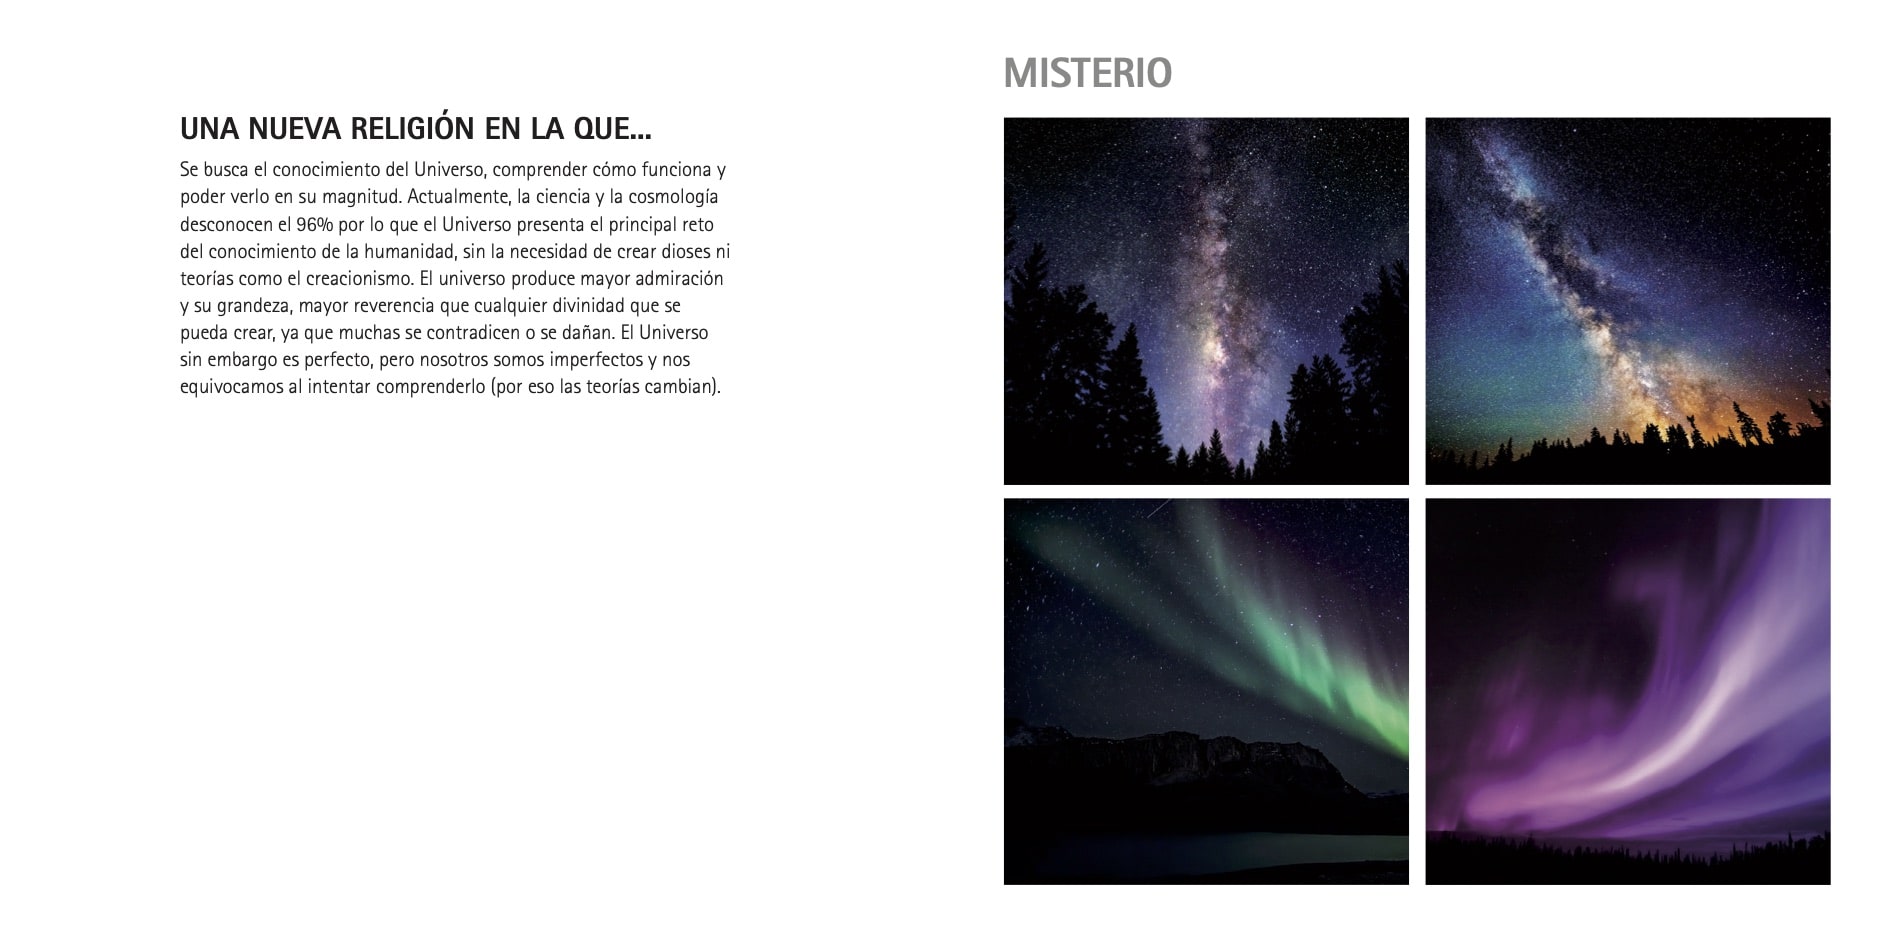 UNA NUEVA RELIGIÓN EN LA QUE...
Se busca el conocimiento del Universo, comprender cómo funciona y
poder verlo en su magnitud. Actualmente, la ciencia y la cosmología
desconocen el 96% por lo que el Universo presenta el principal reto
del conocimiento de la humanidad, sin la necesidad de crear dioses ni
teorías como el creacionismo. El universo produce mayor admiración
y su grandeza, mayor reverencia que cualquier divinidad que se
pueda crear, ya que muchas se contradicen o se dañan. El Universo
sin embargo es perfecto, pero nosotros somos imperfectos y nos
equivocamos al intentar comprenderlo (por eso las teorías cambian).
MISTERIO